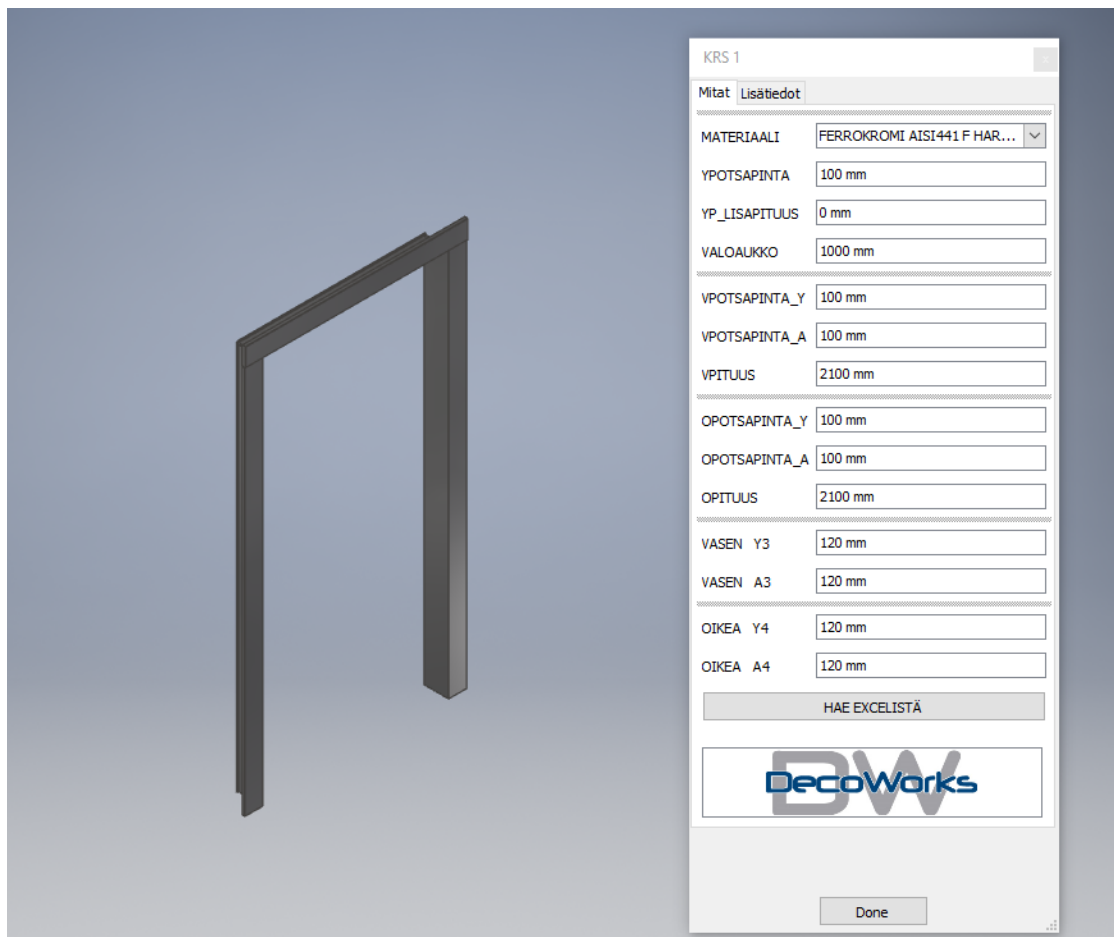 KRS 1
Mitat Lisätiedot
MATERIAALI FERROKROMI AISI441 F HAR...
YPOTSAPINTA 100 mm
YP_LISAPITUUS 0 mm
VALOAUKKO 1000 mm
VPOTSAPINTA_Y 100 mm
VPOTSAPINTA_A 100 mm
VPITUUS 2100 mm
OPOTSAPINTA_Y 100 mm
OPOTSAPINTA_A 100 mm
OPITUUS 2100 mm
VASEN Y3 120 mm
VASEN A3 120 mm
OIKEA Y4 120 mm
OIKEA A4 120 mm
HAE EXCELISTÄ
DW
DecoWorks
Done